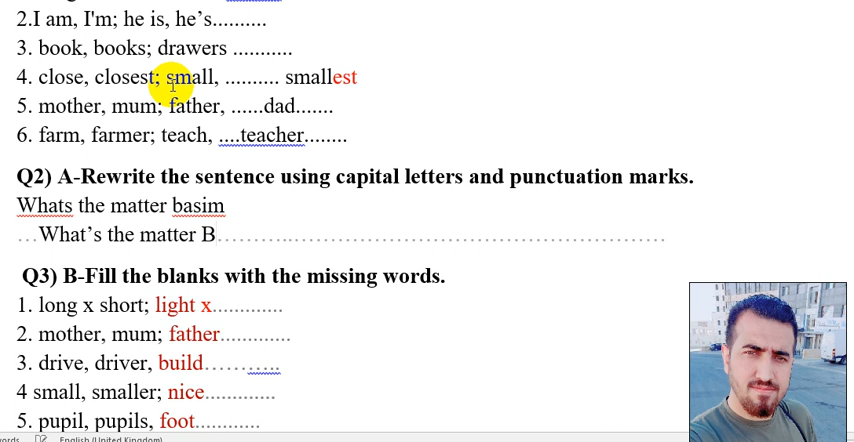 2.I am, I'm; he is, he's..........
3. book, books; drawers ...........
4. close, closest; small, .......... smallest
5. mother, mum; father, ......dad.......
6. farm, farmer; teach, ....teacher........
Q2) A-Rewrite the sentence using capital letters and punctuation marks.
Whats the matter basim
...What's the matter B...............................................................................
Q3) B-Fill the blanks with the missing words.
1. long x short; light x.............
2. mother, mum; father.............
3. drive, driver, build..............
4 small, smaller; nice.............
5. pupil, pupils, foot............
English (United Kingdom)